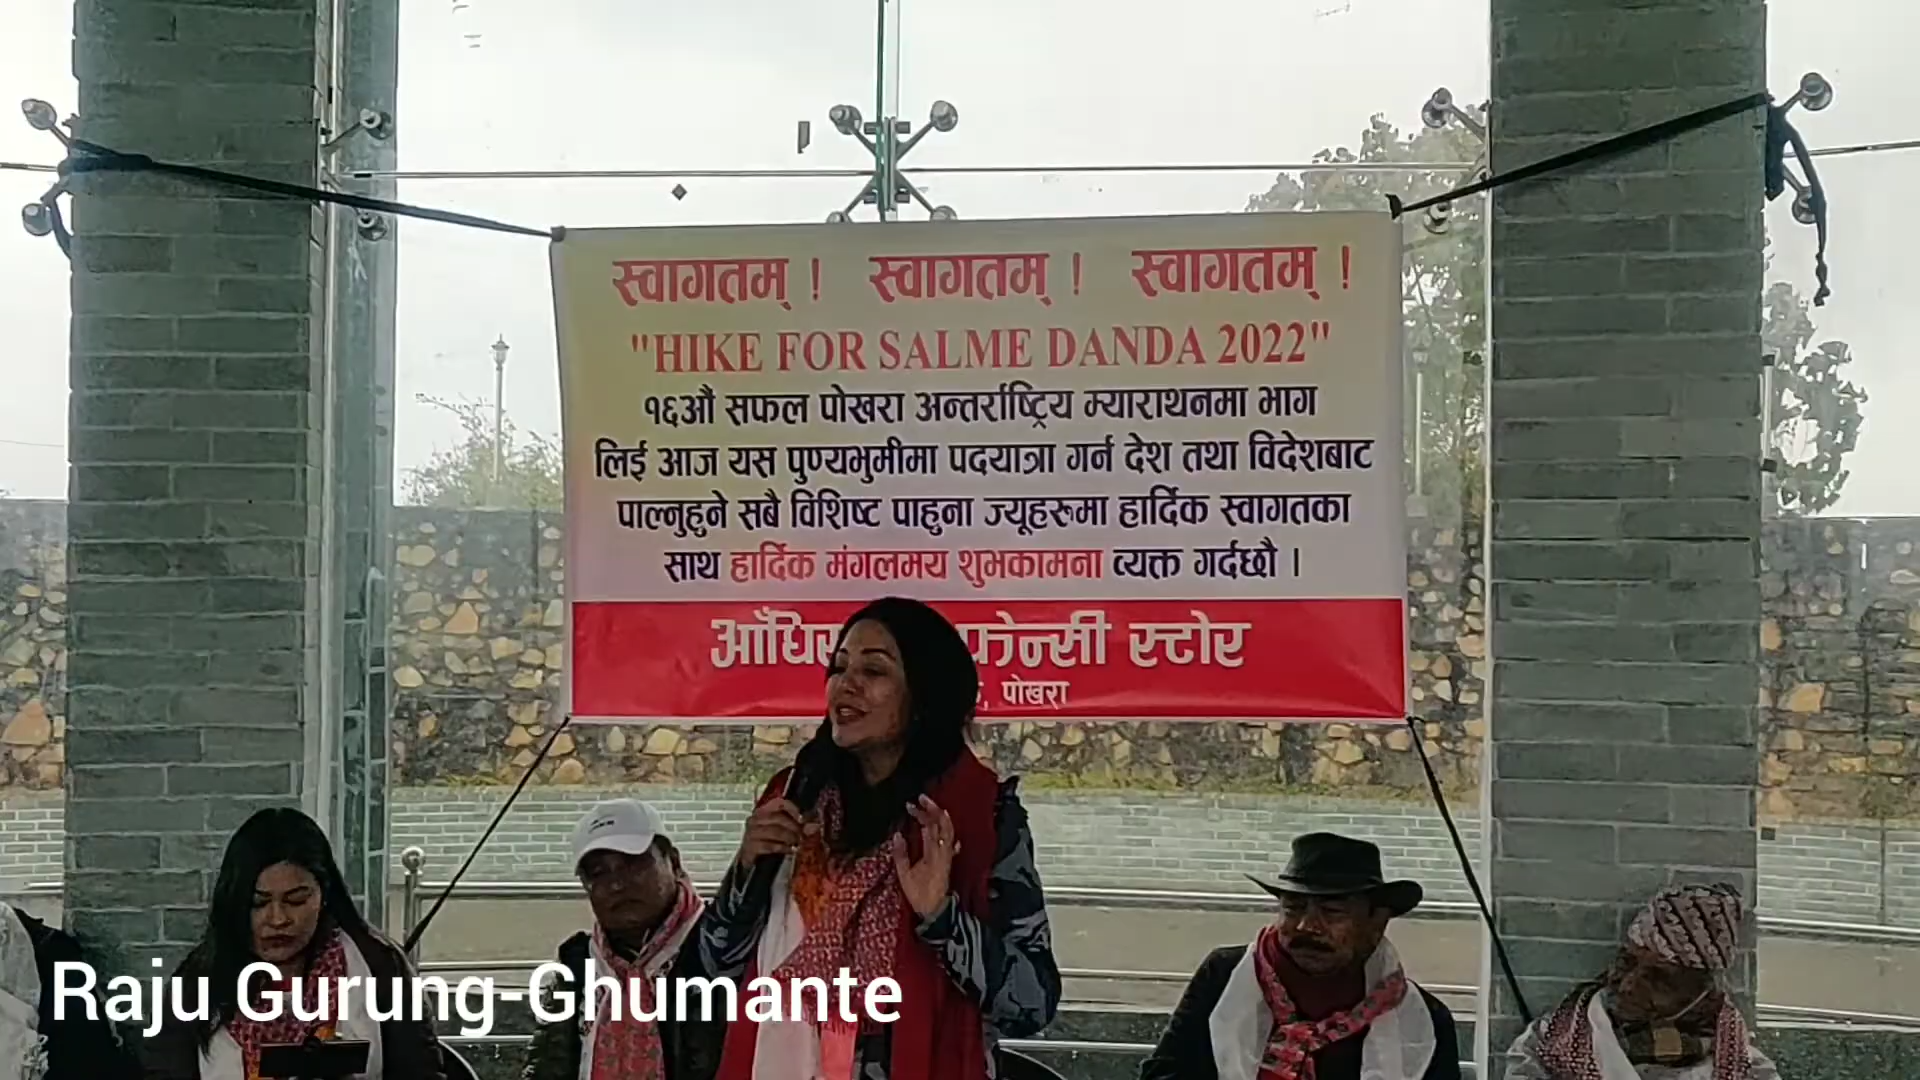 स्वागतम् ! स्वागतम् ! स्वागतम् !
"HIKE FOR SALME DANDA 2022"
१६औ सफल पोखरा अन्तर्राष्ट्रिय म्याराथनमा भाग
लिई आज यस पुण्यभुमीमा पदयात्रा गर्न देश तथा विदेशबाट
पाल्नुहुने सबै विशिष्ट पाहुना ज्यूहरुमा हार्दिक स्वागतका
साथ हार्दिक मंगलमय शुभकामना व्यक्त गर्दछौ ।
फेन्सी स्टोर
पोखरा
Raju Gurung-Ghumante